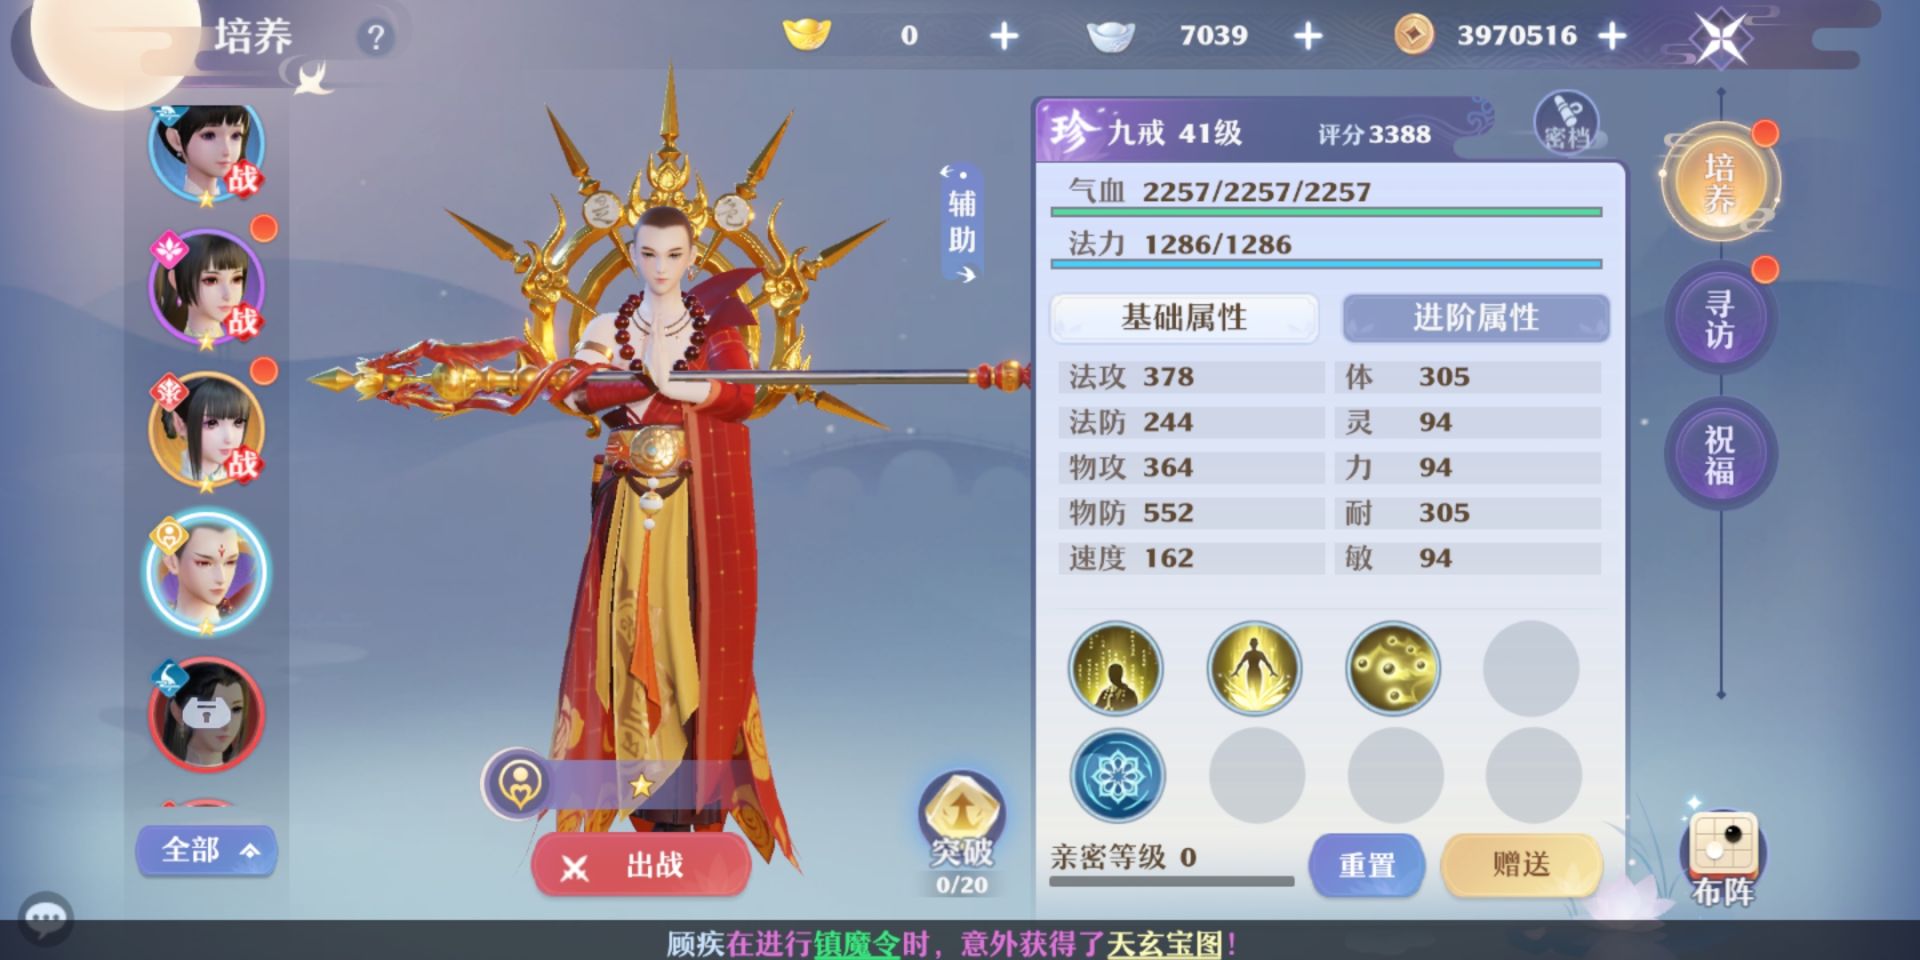 培养 ? 0 7039 3970516
战
战
战
全部
辅助
出战
突破
0/20
珍 九戒 41级 评分3388 密档
气血 2257/2257/2257
法力 1286/1286
基础属性 进阶属性
法攻 378 体 305
法防 244 灵 94
物攻 364 力 94
物防 552 耐 305
速度 162 敏 94
亲密等级 0 重置 赠送
培养
寻访
祝福
布阵
顾疾在进行镇魔令时，意外获得了天玄宝图！